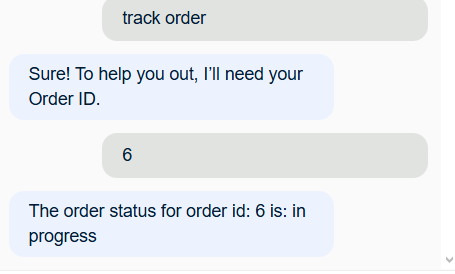 track order
Sure! To help you out, I’ll need your
Order ID.
6
The order status for order id: 6 is: in
progress